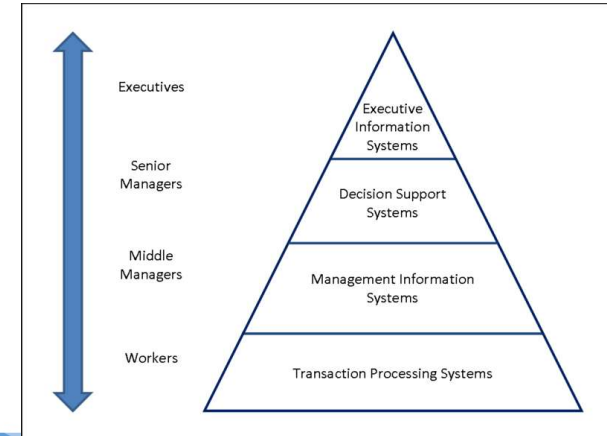 Executives
Executive
Information
Systems
Senior
Managers
Decision Support
Systems
Middle
Managers
Management Information
Systems
Workers
Transaction Processing Systems